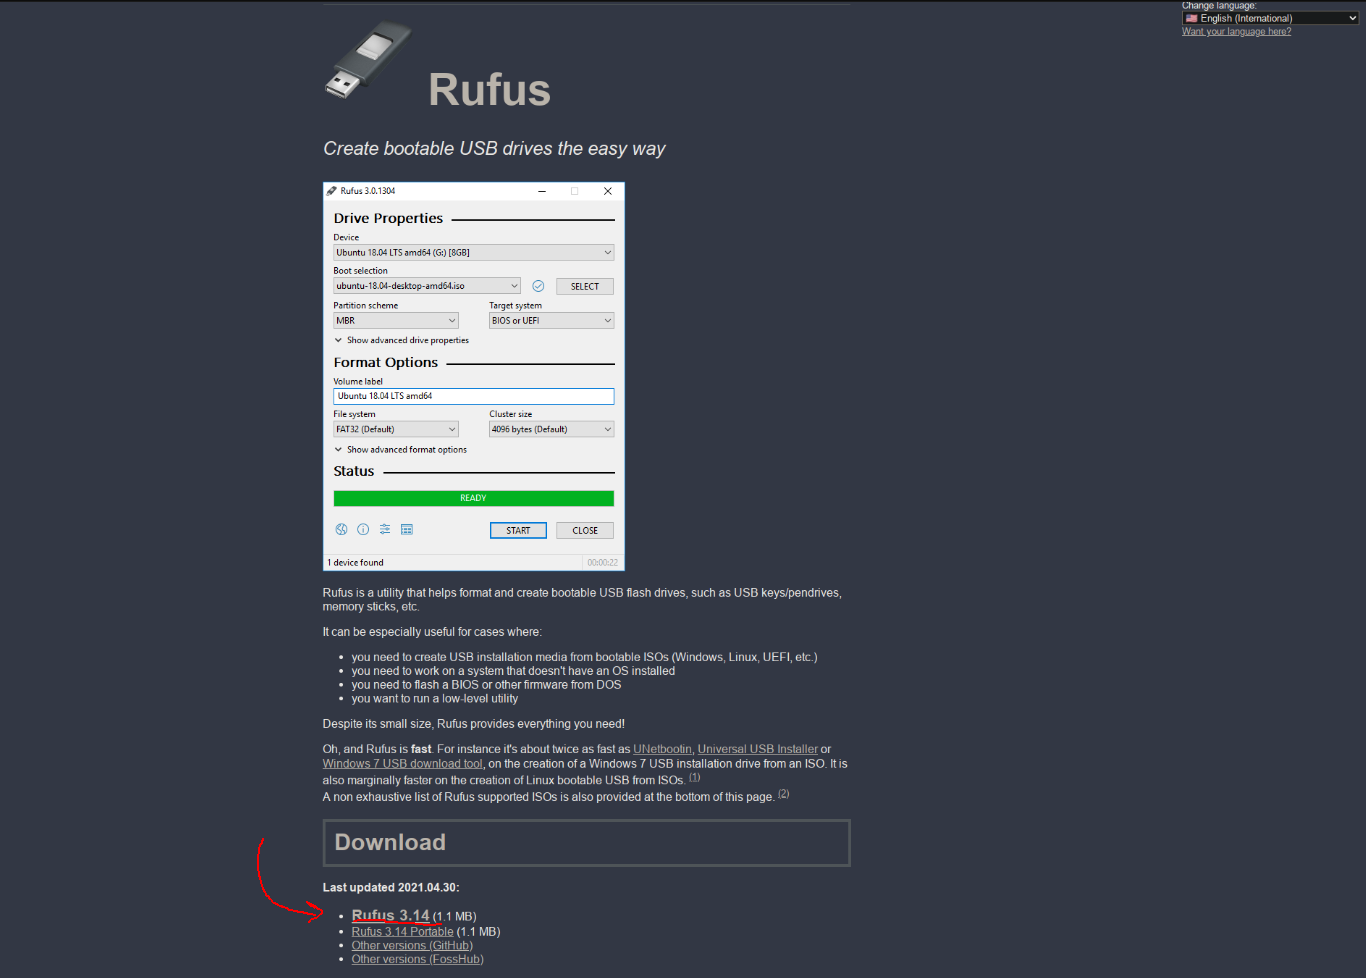 Change language:
English (International)
Want your language here?
Rufus
Create bootable USB drives the easy way
Rufus 3.0.1304
Drive Properties
Device
Ubuntu 18.04 LTS amd64 (G:) [8GB]
Boot selection
ubuntu-18.04-desktop-amd64.iso
SELECT
Partition scheme
Target system
MBR
BIOS or UEFI
Show advanced drive properties
Format Options
Volume label
Ubuntu 18.04 LTS amd64
File system
Cluster size
FAT32 (Default)
4096 bytes (Default)
Show advanced format options
Status
READY
START
CLOSE
1 device found
00:00:22
Rufus is a utility that helps format and create bootable USB flash drives, such as USB keys/pendrives,
memory sticks, etc.
It can be especially useful for cases where:
• you need to create USB installation media from bootable ISOs (Windows, Linux, UEFI, etc.)
• you need to work on a system that doesn't have an OS installed
• you need to flash a BIOS or other firmware from DOS
• you want to run a low-level utility
Despite its small size, Rufus provides everything you need!
Oh, and Rufus is fast. For instance it's about twice as fast as UNetbootin, Universal USB Installer or
Windows 7 USB download tool, on the creation of a Windows 7 USB installation drive from an ISO. It is
also marginally faster on the creation of Linux bootable USB from ISOs. (1)
A non exhaustive list of Rufus supported ISOs is also provided at the bottom of this page. (2)
Download
Last updated 2021.04.30:
• Rufus 3.14 (1.1 MB)
• Rufus 3.14 Portable (1.1 MB)
• Other versions (GitHub)
• Other versions (FossHub)